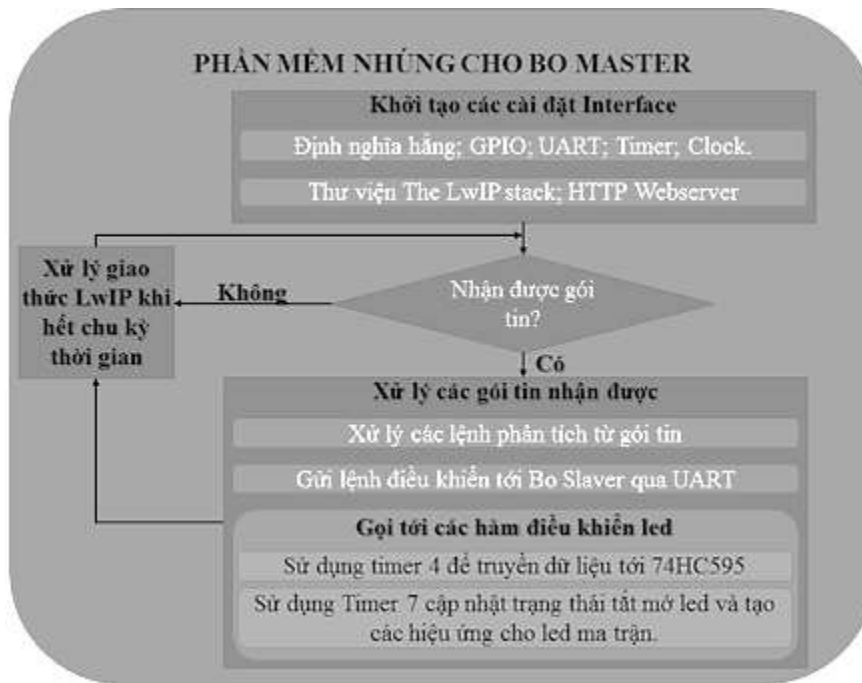 PHẦN MỀM NHÚNG CHO BO MASTER
Khởi tạo các cài đặt Interface
Định nghĩa hằng; GPIO; UART; Timer; Clock.
Thư viện The LwIP stack; HTTP Webserver
Xử lý giao
thức LwIP khi
hết chu kỳ
thời gian
Không
Nhận được gói
tin?
Có
Xử lý các gói tin nhận được
Xử lý các lệnh phân tích từ gói tin
Gửi lệnh điều khiển tới Bo Slaver qua UART
Gọi tới các hàm điều khiển led
Sử dụng timer 4 để truyền dữ liệu tới 74HC595
Sử dụng Timer 7 cập nhật trạng thái tắt mở led và tạo
các hiệu ứng cho led ma trận.